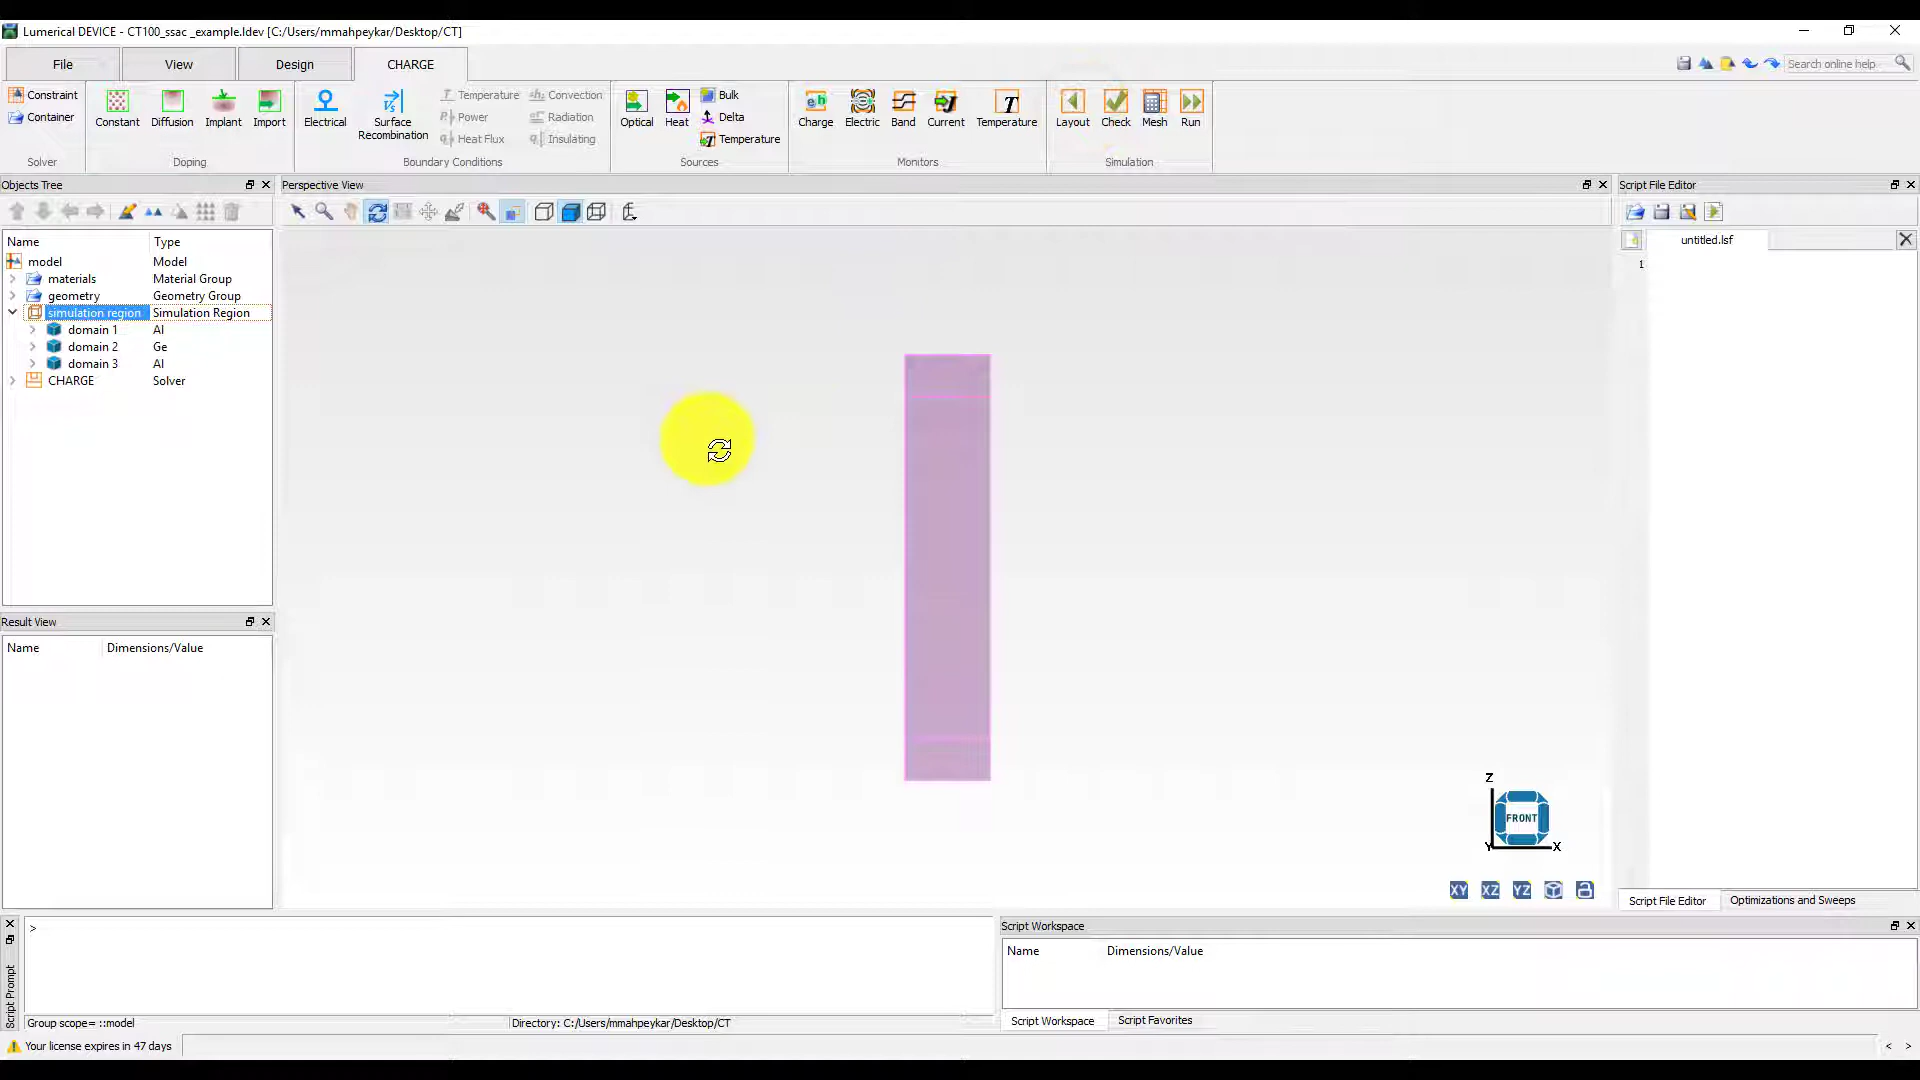 Lumerical DEVICE - CT100_ssac _example.ldev [C:/Users/mmahpeykar/Desktop/CT]
File View Design CHARGE Search online help
Constraint Container Solver
Constant Diffusion Implant Import Doping
Electrical Surface Recombination Temperature Power Heat Flux Convection Radiation Insulating Boundary Conditions
Optical Heat Bulk Delta Temperature Sources
Charge Electric Band Current Temperature Monitors
Layout Check Mesh Run Simulation
Objects Tree
Name Type
model Model
materials Material Group
geometry Geometry Group
simulation region Simulation Region
domain 1 Al
domain 2 Ge
domain 3 Al
CHARGE Solver
Result View
Name Dimensions/Value
Perspective View
Z
FRONT
Y X
XY XZ YZ
Script File Editor
untitled.lsf
1
Script File Editor Optimizations and Sweeps
Script Prompt
>
Group scope= ::model Directory: C:/Users/mmahpeykar/Desktop/CT
Script Workspace
Name Dimensions/Value
Script Workspace Script Favorites
Your license expires in 47 days
< >